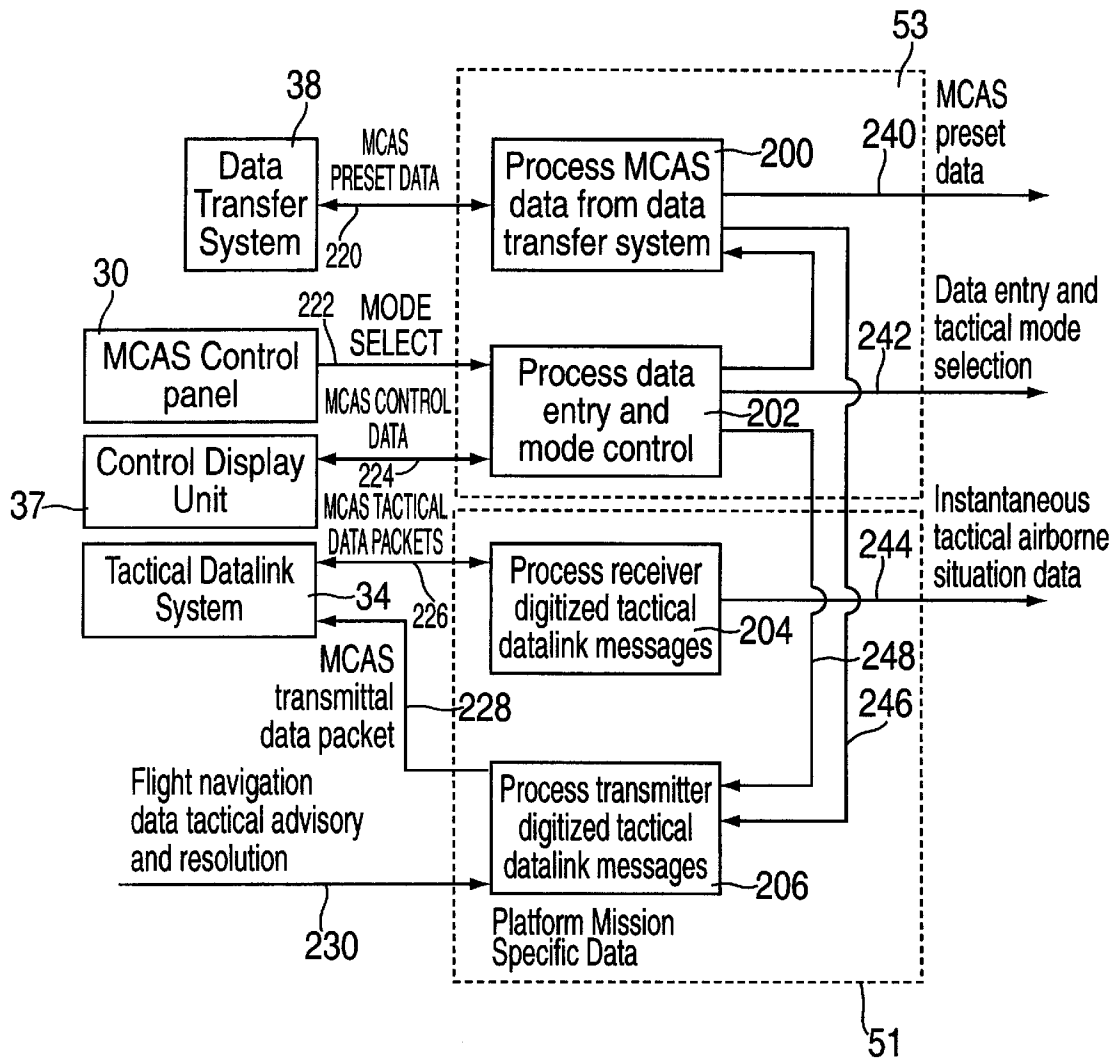 53
38
Data
Transfer
System
MCAS
PRESET DATA
220
Process MCAS
data from data
transfer system
200
240
MCAS
preset
data
30
MCAS Control
panel
222
MODE
SELECT
Process data
entry and
mode control
202
242
Data entry and
tactical mode
selection
MCAS CONTROL
DATA
224
Control Display
Unit
37
MCAS TACTICAL
DATA PACKETS
226
Tactical Datalink
System
34
Process receiver
digitized tactical
datalink messages
204
244
Instantaneous
tactical airborne
situation data
248
246
MCAS
transmittal
data packet
228
Process transmitter
digitized tactical
datalink messages
206
Flight navigation
data tactical advisory
and resolution
230
Platform Mission
Specific Data
51